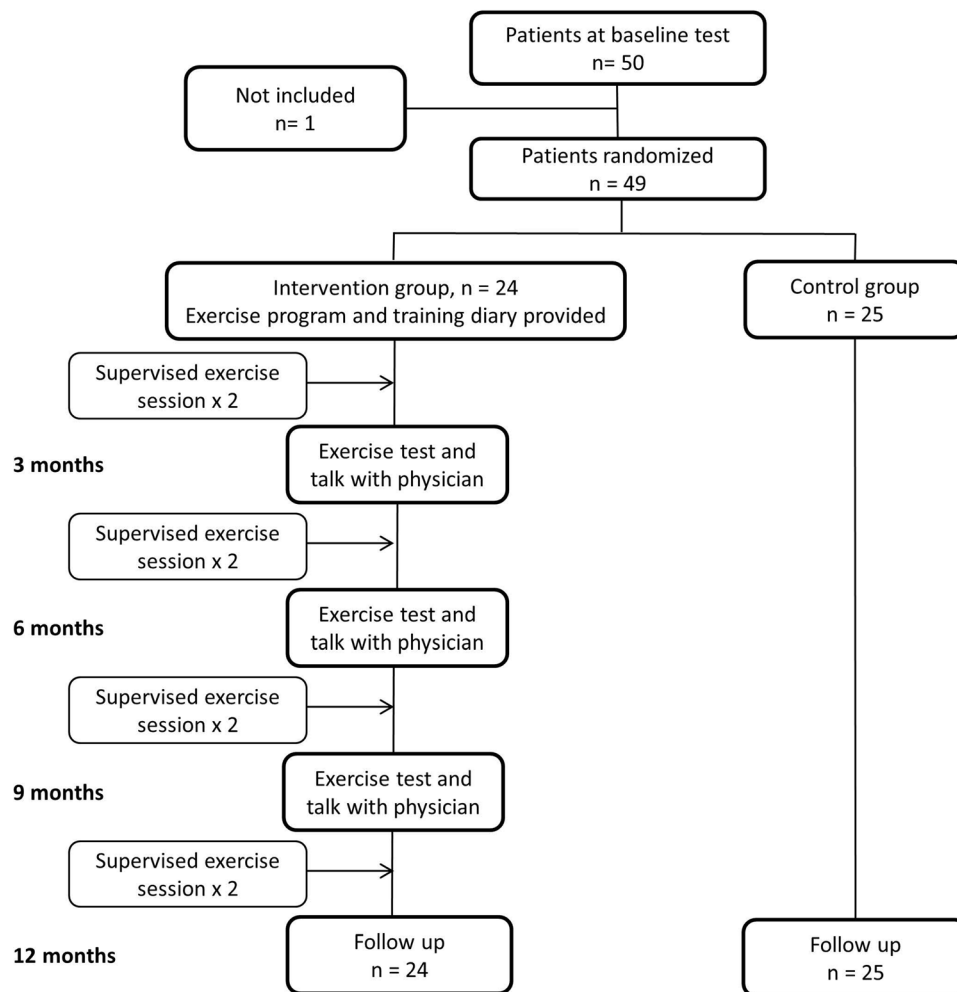 Patients at baseline test
n= 50
Not included
n= 1
Patients randomized
n = 49
Intervention group, n = 24
Exercise program and training diary provided
Control group
n = 25
Supervised exercise
session x 2
3 months
Exercise test and
talk with physician
Supervised exercise
session x 2
6 months
Exercise test and
talk with physician
Supervised exercise
session x 2
9 months
Exercise test and
talk with physician
Supervised exercise
session x 2
12 months
Follow up
n = 24
Follow up
n = 25